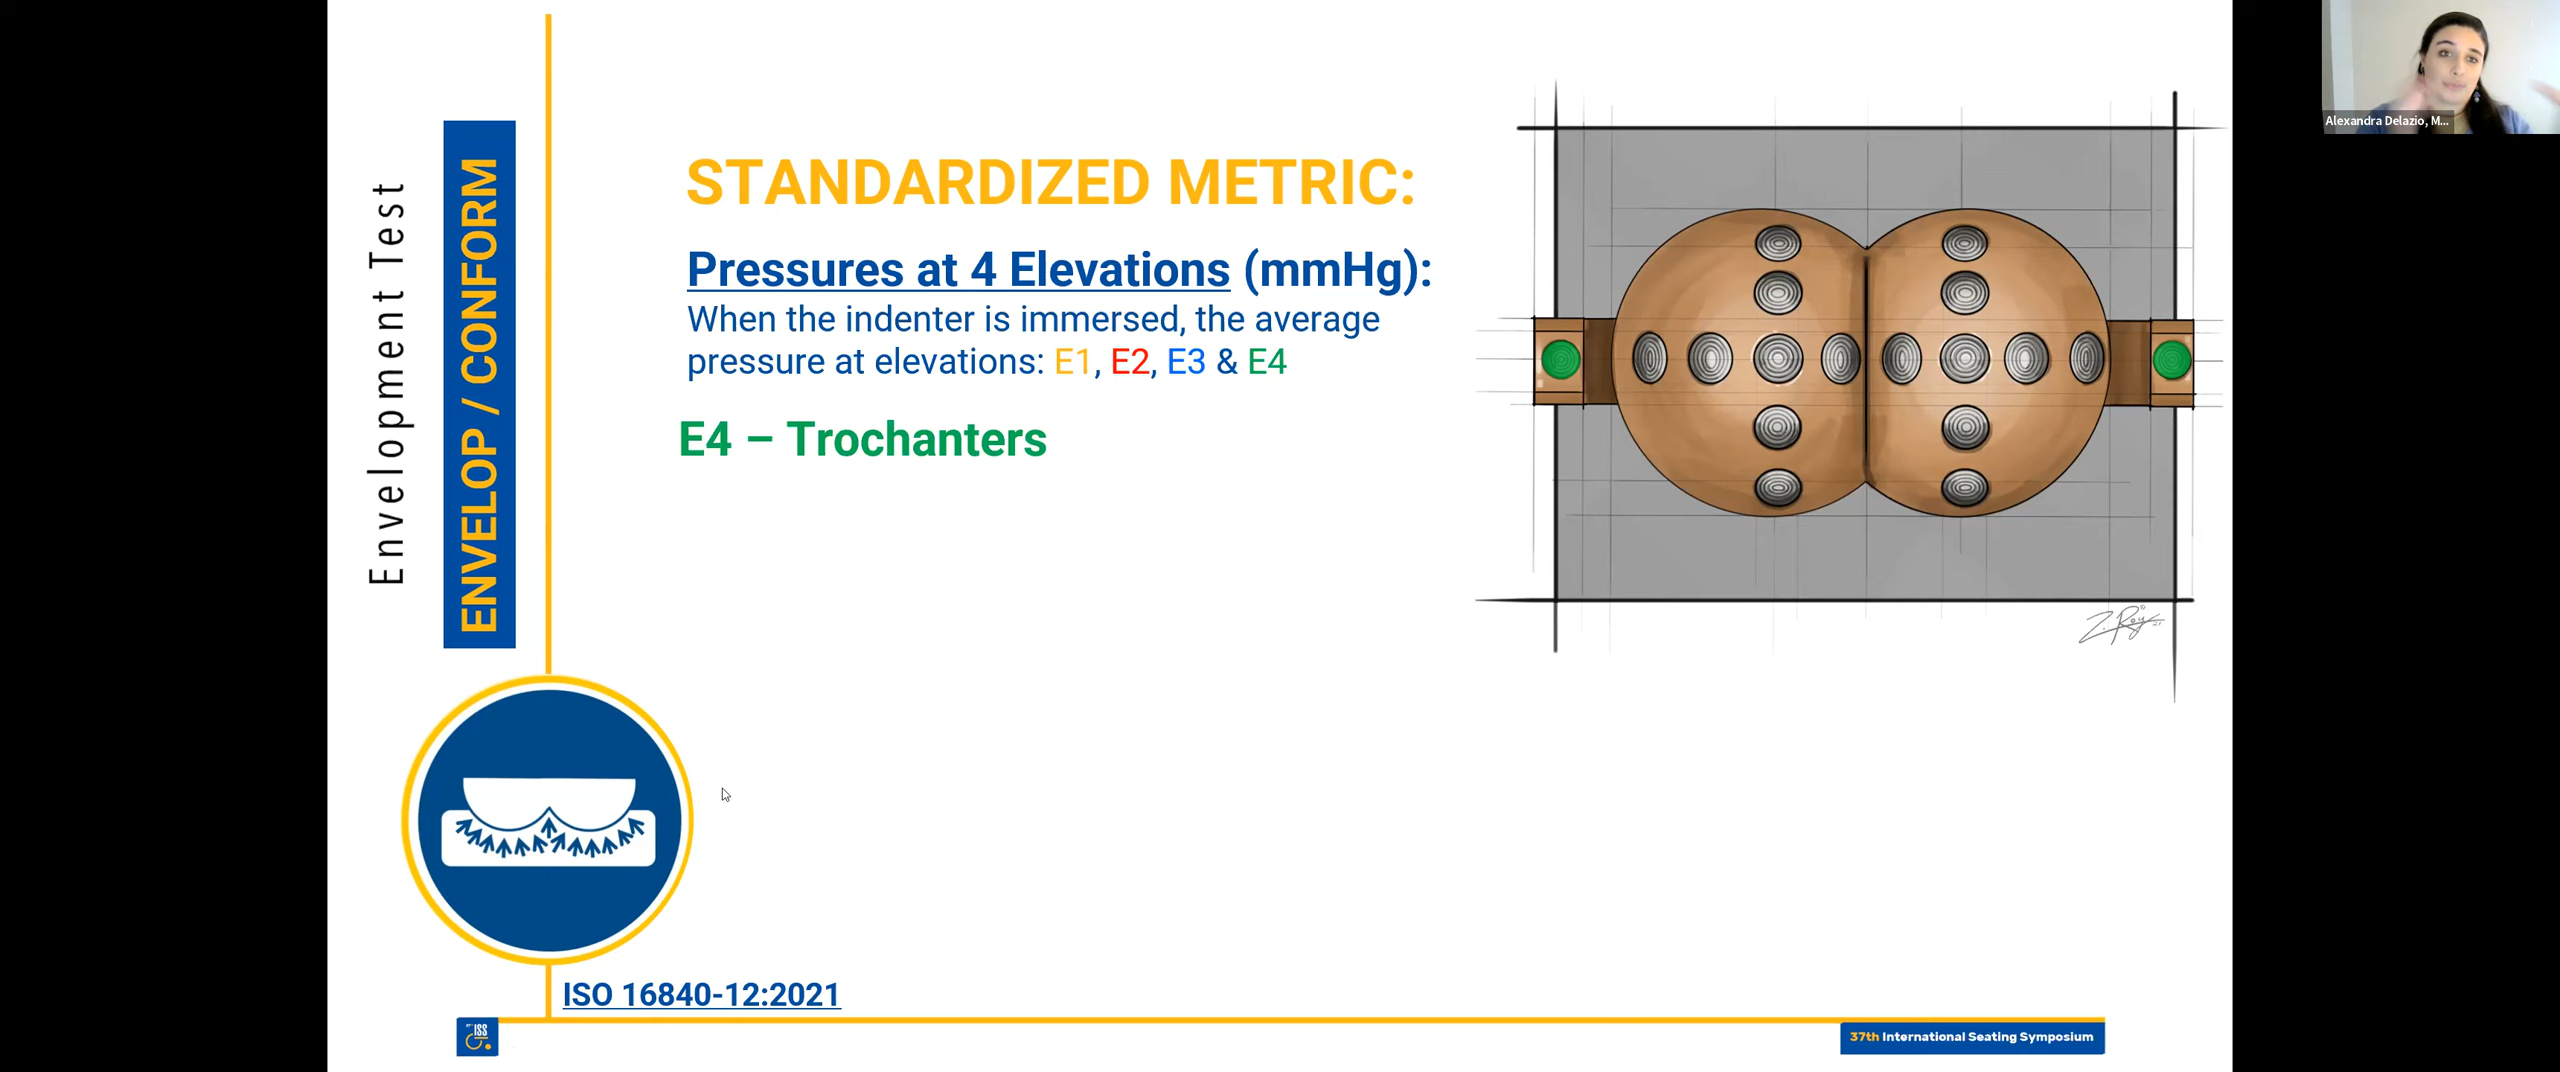 Envelopment Test
ENVELOP / CONFORM
STANDARDIZED METRIC:
Pressures at 4 Elevations (mmHg):
When the indenter is immersed, the average
pressure at elevations: E1, E2, E3 & E4
E4 – Trochanters
Alexandra Delazio, M...
ISO 16840-12:2021
ISS
37th International Seating Symposium